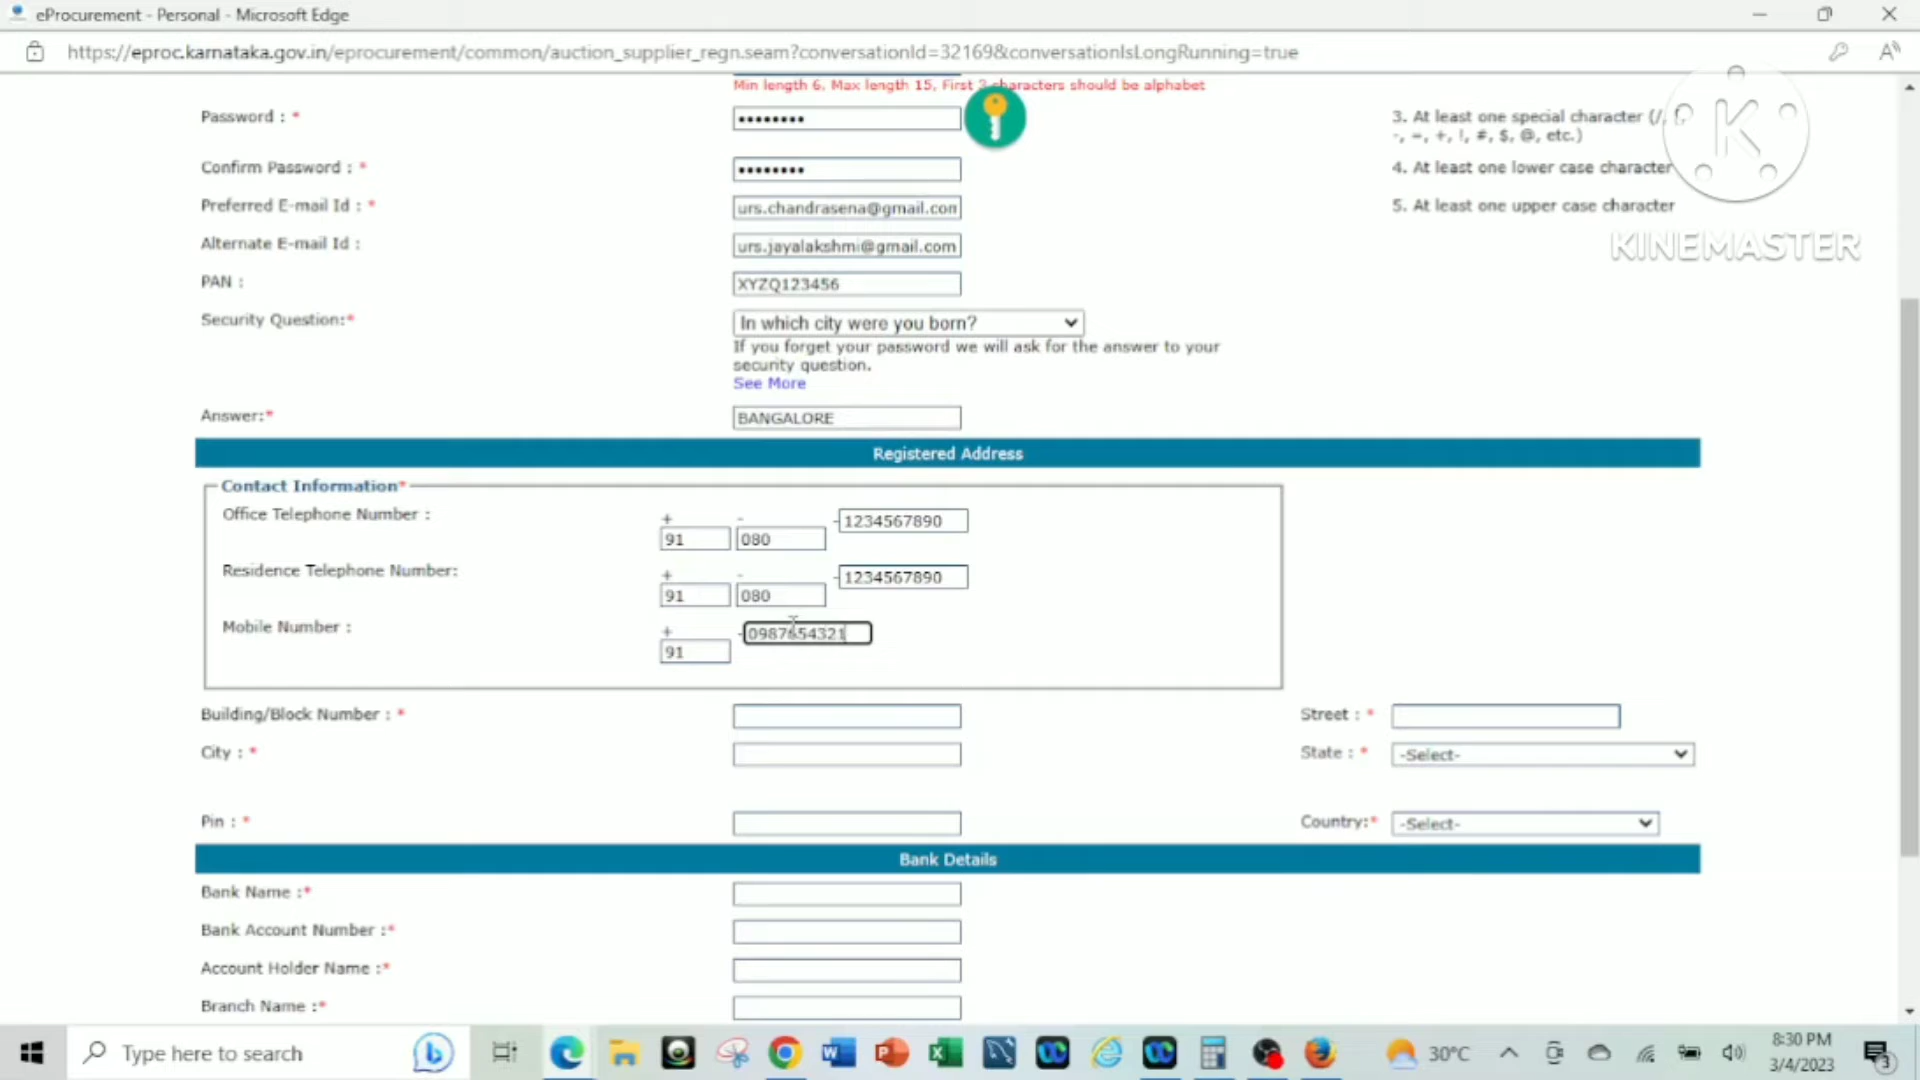 eProcurement - Personal - Microsoft Edge
https://eproc.karnataka.gov.in/eprocurement/common/auction_supplier_regn.seam?conversationId=32169&conversationIsLongRunning=true
Min length 6, Max length 15, First 3 characters should be alphabet
Password : * ••••••••
3. At least one special character (/,
-, =, +, !, #, $, @, etc.)
Confirm Password : * ••••••••
4. At least one lower case character
Preferred E-mail Id : * urs.chandrasena@gmail.com
5. At least one upper case character
K
KINEMASTER
Alternate E-mail Id : urs.jayalakshmi@gmail.com
PAN : XYZQ123456
Security Question:* In which city were you born?
If you forget your password we will ask for the answer to your
security question.
See More
Answer:* BANGALORE
Registered Address
Contact Information*
Office Telephone Number : + 91 - 080 - 1234567890
Residence Telephone Number: + 91 - 080 - 1234567890
Mobile Number : + 91 - 0987654321
Building/Block Number : * Street : *
City : * State : * -Select-
Pin : * Country:* -Select-
Bank Details
Bank Name :*
Bank Account Number :*
Account Holder Name :*
Branch Name :*
Type here to search
30°C
8:30 PM
3/4/2023
3